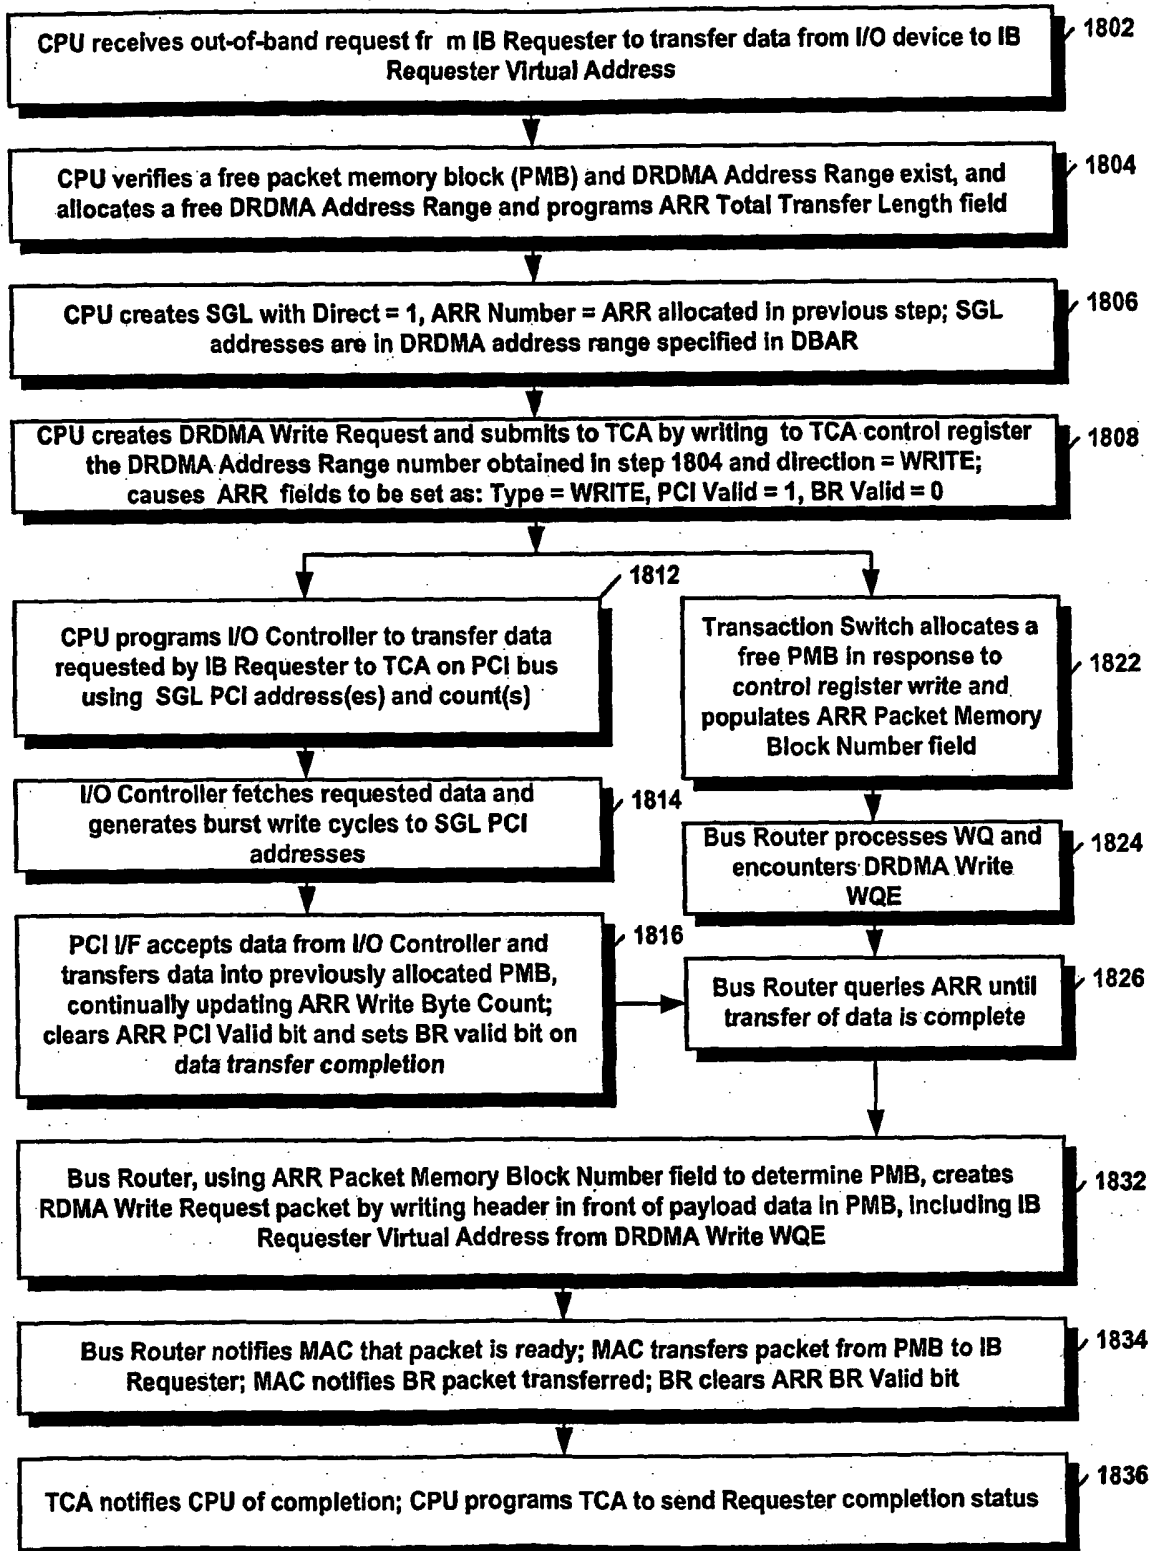 CPU receives out-of-band request fr m IB Requester to transfer data from I/O device to IB
Requester Virtual Address
1802
CPU verifies a free packet memory block (PMB) and DRDMA Address Range exist, and
allocates a free DRDMA Address Range and programs ARR Total Transfer Length field
1804
CPU creates SGL with Direct = 1, ARR Number = ARR allocated in previous step; SGL
addresses are in DRDMA address range specified in DBAR
1806
CPU creates DRDMA Write Request and submits to TCA by writing to TCA control register
the DRDMA Address Range number obtained in step 1804 and direction = WRITE;
causes ARR fields to be set as: Type = WRITE, PCI Valid = 1, BR Valid = 0
1808
CPU programs I/O Controller to transfer data
requested by IB Requester to TCA on PCI bus
using SGL PCI address(es) and count(s)
1812
Transaction Switch allocates a
free PMB in response to
control register write and
populates ARR Packet Memory
Block Number field
1822
I/O Controller fetches requested data and
generates burst write cycles to SGL PCI
addresses
1814
Bus Router processes WQ and
encounters DRDMA Write
WQE
1824
PCI I/F accepts data from I/O Controller and
transfers data into previously allocated PMB,
continually updating ARR Write Byte Count;
clears ARR PCI Valid bit and sets BR valid bit on
data transfer completion
1816
Bus Router queries ARR until
transfer of data is complete
1826
Bus Router, using ARR Packet Memory Block Number field to determine PMB, creates
RDMA Write Request packet by writing header in front of payload data in PMB, including IB
Requester Virtual Address from DRDMA Write WQE
1832
Bus Router notifies MAC that packet is ready; MAC transfers packet from PMB to IB
Requester; MAC notifies BR packet transferred; BR clears ARR BR Valid bit
1834
TCA notifies CPU of completion; CPU programs TCA to send Requester completion status
1836